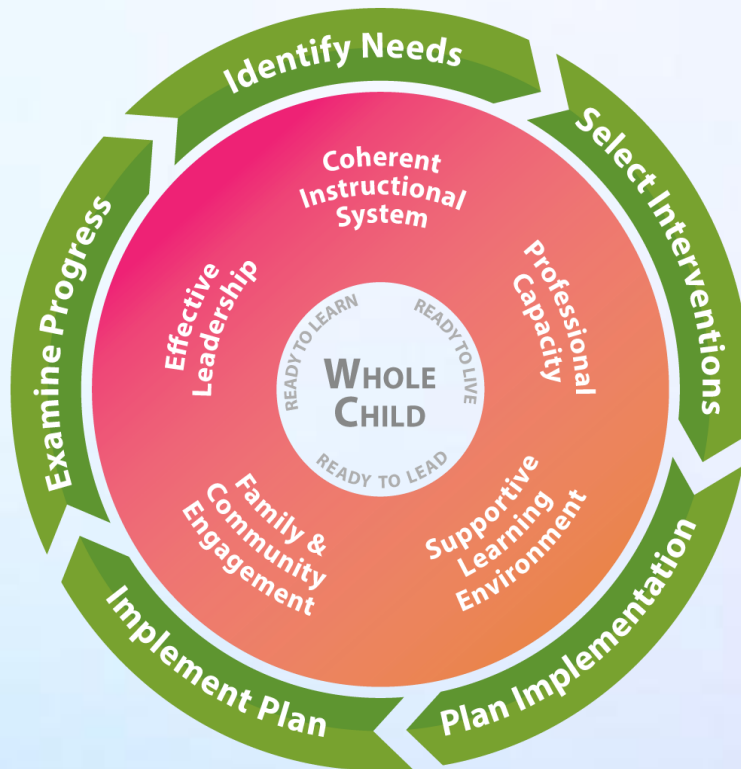 Identify Needs
Select Interventions
Plan Implementation
Implement Plan
Examine Progress
Coherent
Instructional
System
Professional
Capacity
Supportive
Learning
Environment
Family &
Community
Engagement
Effective
Leadership
READY TO LEARN
READY TO LIVE
READY TO LEAD
WHOLE
CHILD